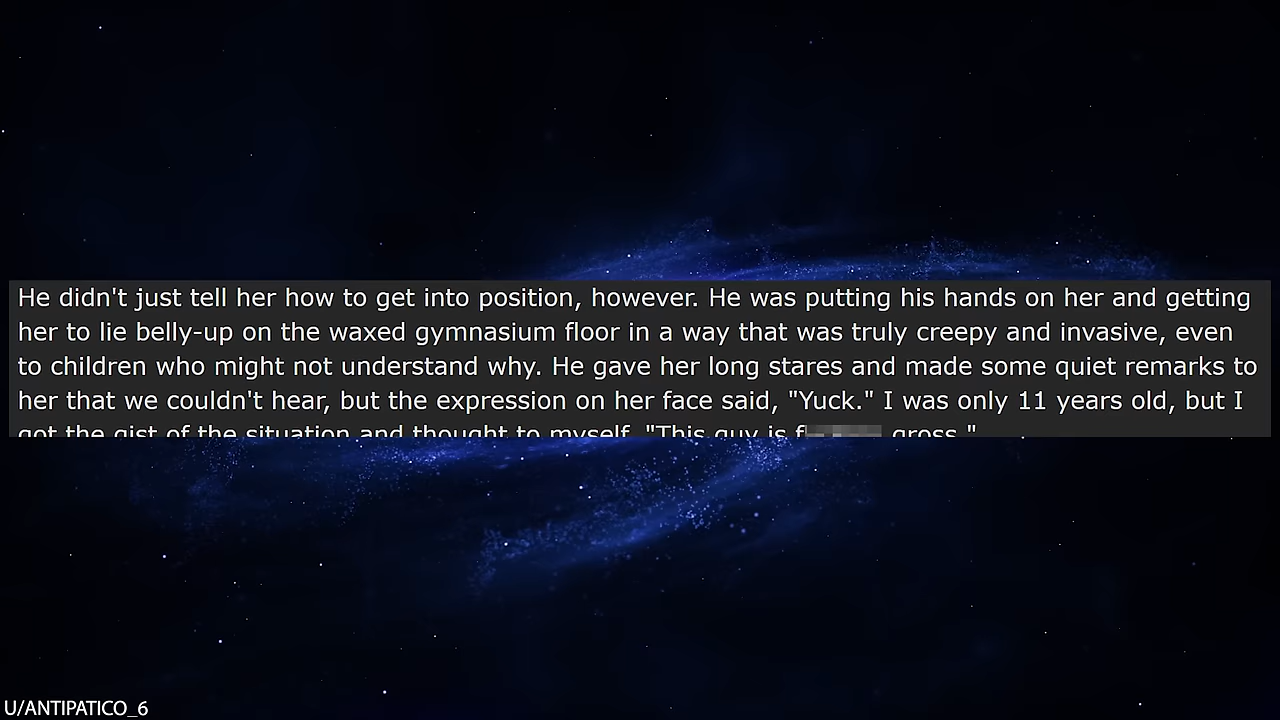 He didn't just tell her how to get into position, however. He was putting his hands on her and getting
her to lie belly-up on the waxed gymnasium floor in a way that was truly creepy and invasive, even
to children who might not understand why. He gave her long stares and made some quiet remarks to
her that we couldn't hear, but the expression on her face said, "Yuck." I was only 11 years old, but I
got the gist of the situation and thought to myself, "This guy is f gross."
U/ANTIPATICO_6